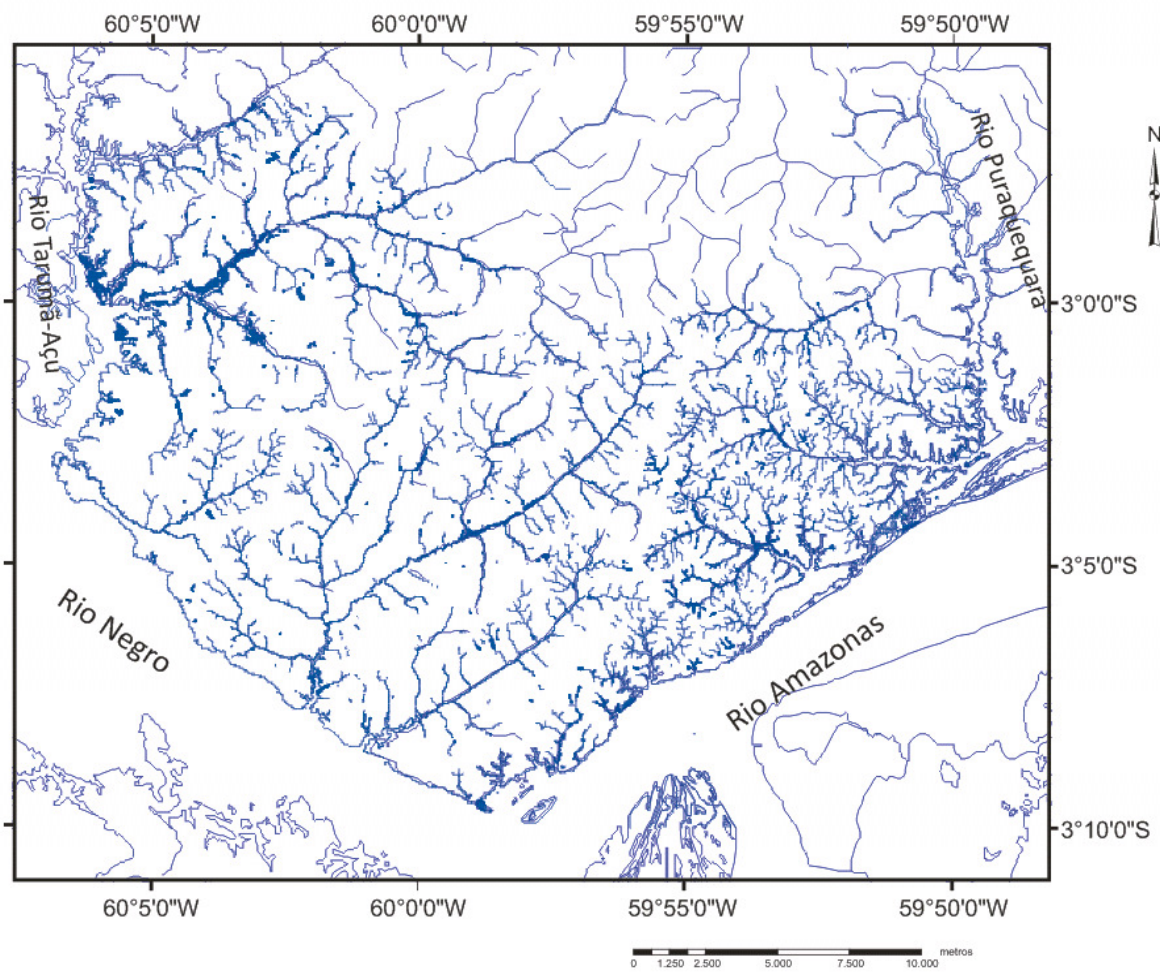 60°5'0"W 60°0'0"W 59°55'0"W 59°50'0"W
N
Rio Puraquequara
Rio Tarumã-Açu
3°0'0"S
3°5'0"S
Rio Negro
Rio Amazonas
3°10'0"S
60°5'0"W 60°0'0"W 59°55'0"W 59°50'0"W
metros
0 1.250 2.500 5.000 7.500 10.000